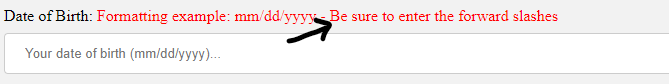 Date of Birth: Formatting example: mm/dd/yyyy - Be sure to enter the forward slashes
Your date of birth (mm/dd/yyyy)...